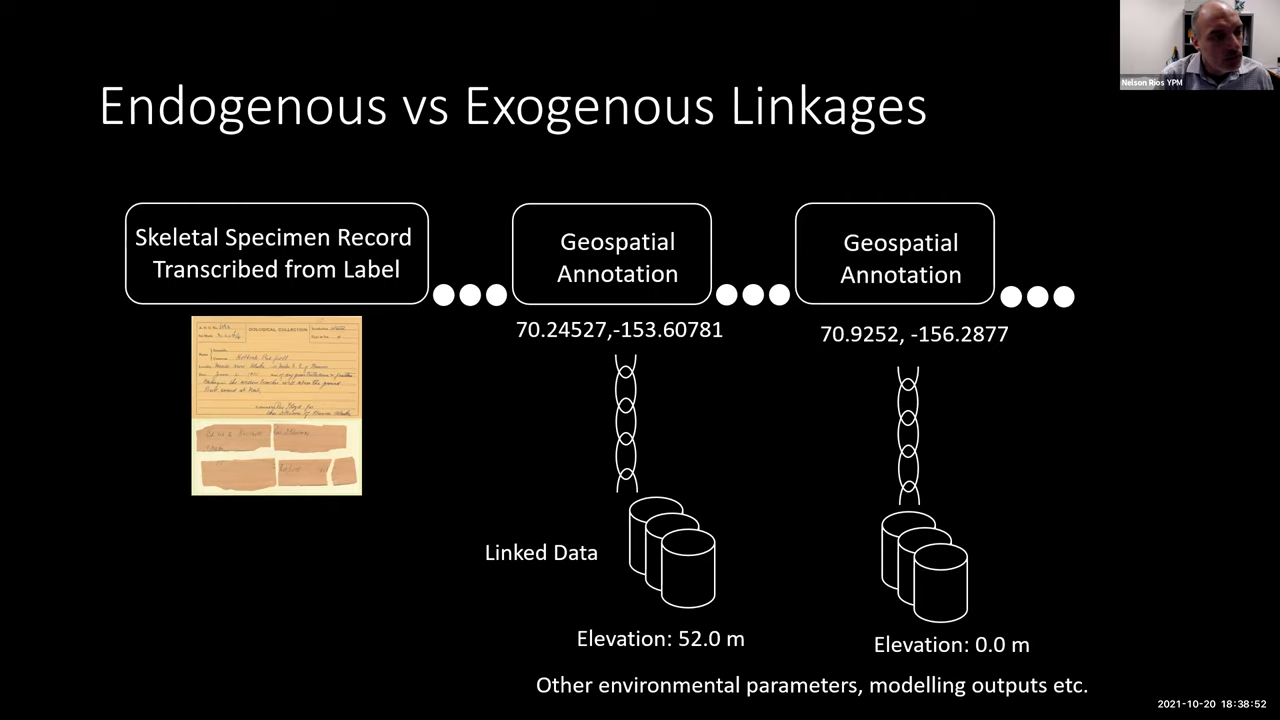 Nelson Rios YPM
Endogenous vs Exogenous Linkages
Skeletal Specimen Record
Transcribed from Label
Geospatial
Annotation
Geospatial
Annotation
70.24527,-153.60781
70.9252, -156.2877
OLOGICAL COLLECTION
Linked Data
Elevation: 52.0 m
Elevation: 0.0 m
Other environmental parameters, modelling outputs etc.
2021-10-20 18:38:52